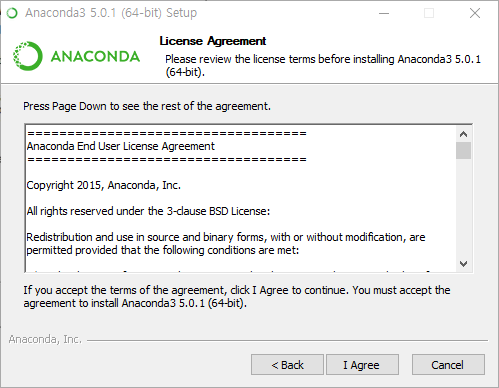 Anaconda3 5.0.1 (64-bit) Setup
ANACONDA
License Agreement
Please review the license terms before installing Anaconda3 5.0.1
(64-bit).
Press Page Down to see the rest of the agreement.
===================================
Anaconda End User License Agreement
===================================
Copyright 2015, Anaconda, Inc.
All rights reserved under the 3-clause BSD License:
Redistribution and use in source and binary forms, with or without modification, are
permitted provided that the following conditions are met:
If you accept the terms of the agreement, click I Agree to continue. You must accept the
agreement to install Anaconda3 5.0.1 (64-bit).
Anaconda, Inc.
< Back
I Agree
Cancel